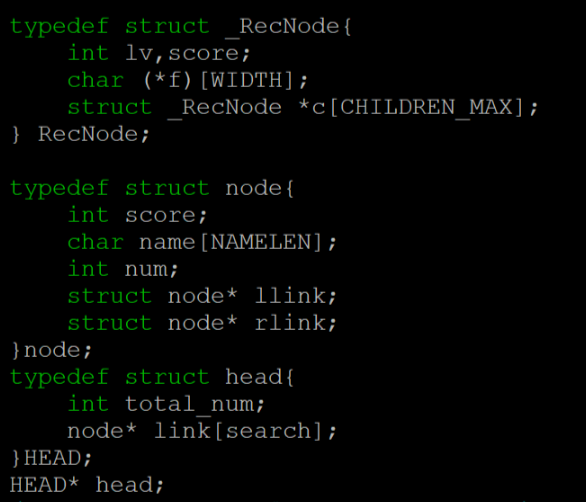 typedef struct _RecNode{
    int lv,score;
    char (*f)[WIDTH];
    struct _RecNode *c[CHILDREN_MAX];
} RecNode;

typedef struct node{
    int score;
    char name[NAMELEN];
    int num;
    struct node* llink;
    struct node* rlink;
}node;
typedef struct head{
    int total_num;
    node* link[search];
}HEAD;
HEAD* head;